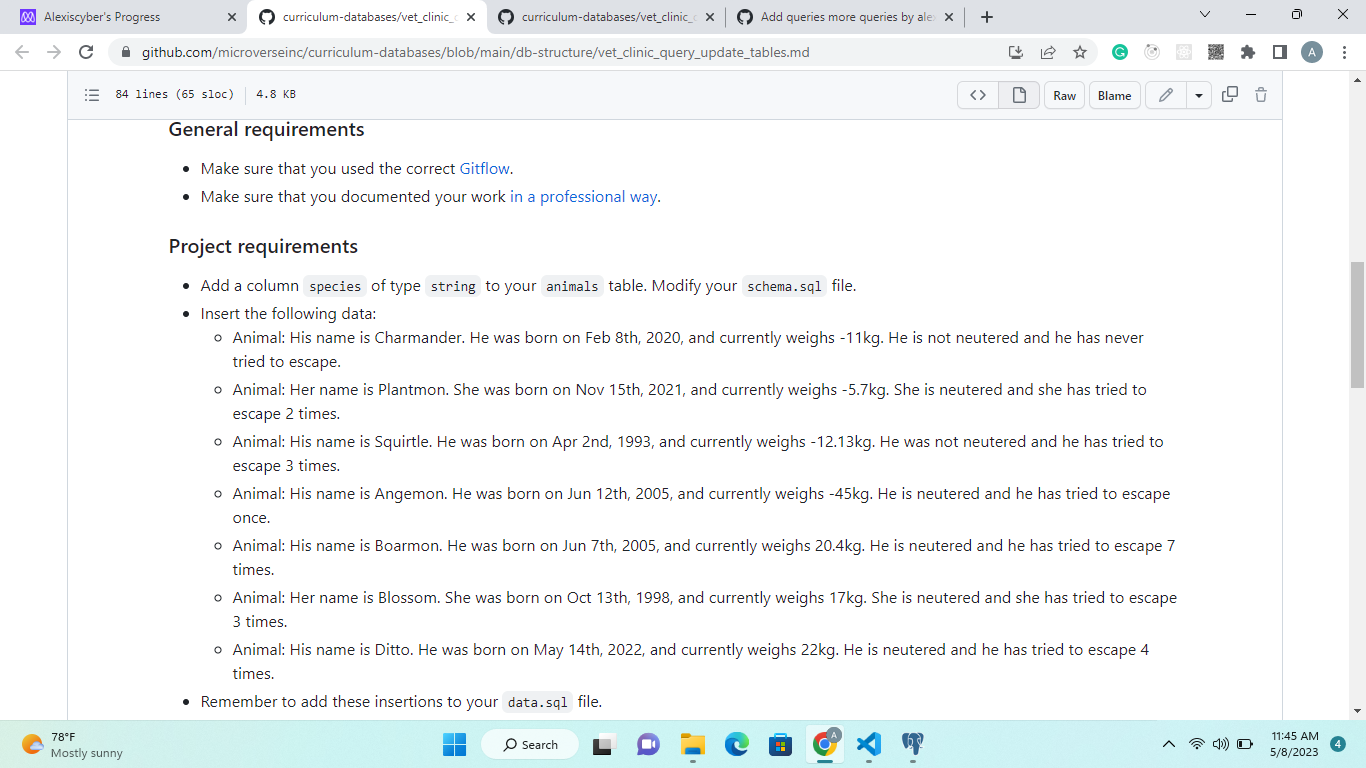 Alexiscyber's Progress
curriculum-databases/vet_clinic_
curriculum-databases/vet_clinic_
Add queries more queries by ale
github.com/microverseinc/curriculum-databases/blob/main/db-structure/vet_clinic_query_update_tables.md
A
84 lines (65 sloc) 4.8 KB
Raw
Blame
General requirements
Make sure that you used the correct Gitflow.
Make sure that you documented your work in a professional way.
Project requirements
Add a column species of type string to your animals table. Modify your schema.sql file.
Insert the following data:
Animal: His name is Charmander. He was born on Feb 8th, 2020, and currently weighs -11kg. He is not neutered and he has never
tried to escape.
Animal: Her name is Plantmon. She was born on Nov 15th, 2021, and currently weighs -5.7kg. She is neutered and she has tried to
escape 2 times.
Animal: His name is Squirtle. He was born on Apr 2nd, 1993, and currently weighs -12.13kg. He was not neutered and he has tried to
escape 3 times.
Animal: His name is Angemon. He was born on Jun 12th, 2005, and currently weighs -45kg. He is neutered and he has tried to escape
once.
Animal: His name is Boarmon. He was born on Jun 7th, 2005, and currently weighs 20.4kg. He is neutered and he has tried to escape 7
times.
Animal: Her name is Blossom. She was born on Oct 13th, 1998, and currently weighs 17kg. She is neutered and she has tried to escape
3 times.
Animal: His name is Ditto. He was born on May 14th, 2022, and currently weighs 22kg. He is neutered and he has tried to escape 4
times.
Remember to add these insertions to your data.sql file.
78°F
Mostly sunny
Search
A
11:45 AM
5/8/2023
4